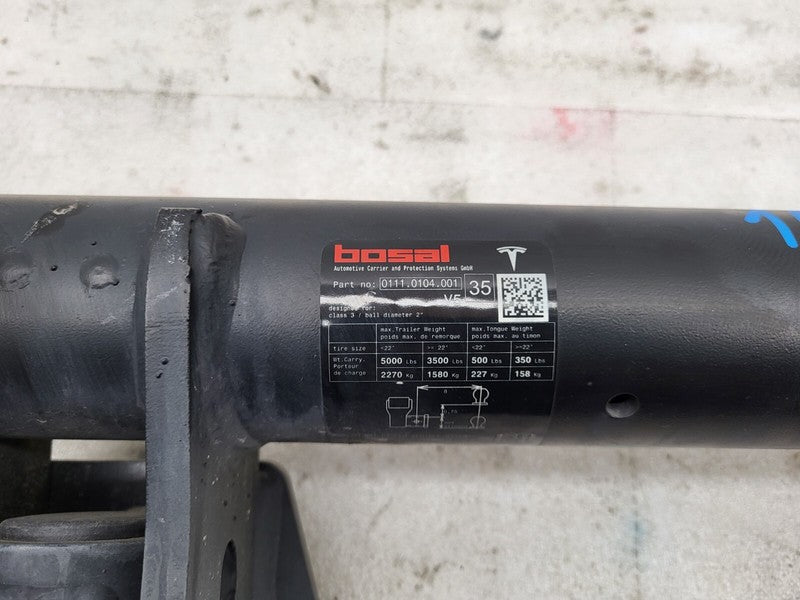 bosal
Automotive Carrier and Protection Systems GmbH
Part no: 0111.0104.001 35
V5
designed for:
class 3 / ball diameter 2"
max.Trailer Weight max.Tongue Weight
poids max. de remorque poids max. au timon
tire size <22" >= 22" <22" >=22"
Wt.Carry. 5000 Lbs 3500 Lbs 500 Lbs 350 Lbs
Porteur
de charge 2270 Kg 1580 Kg 227 Kg 158 Kg